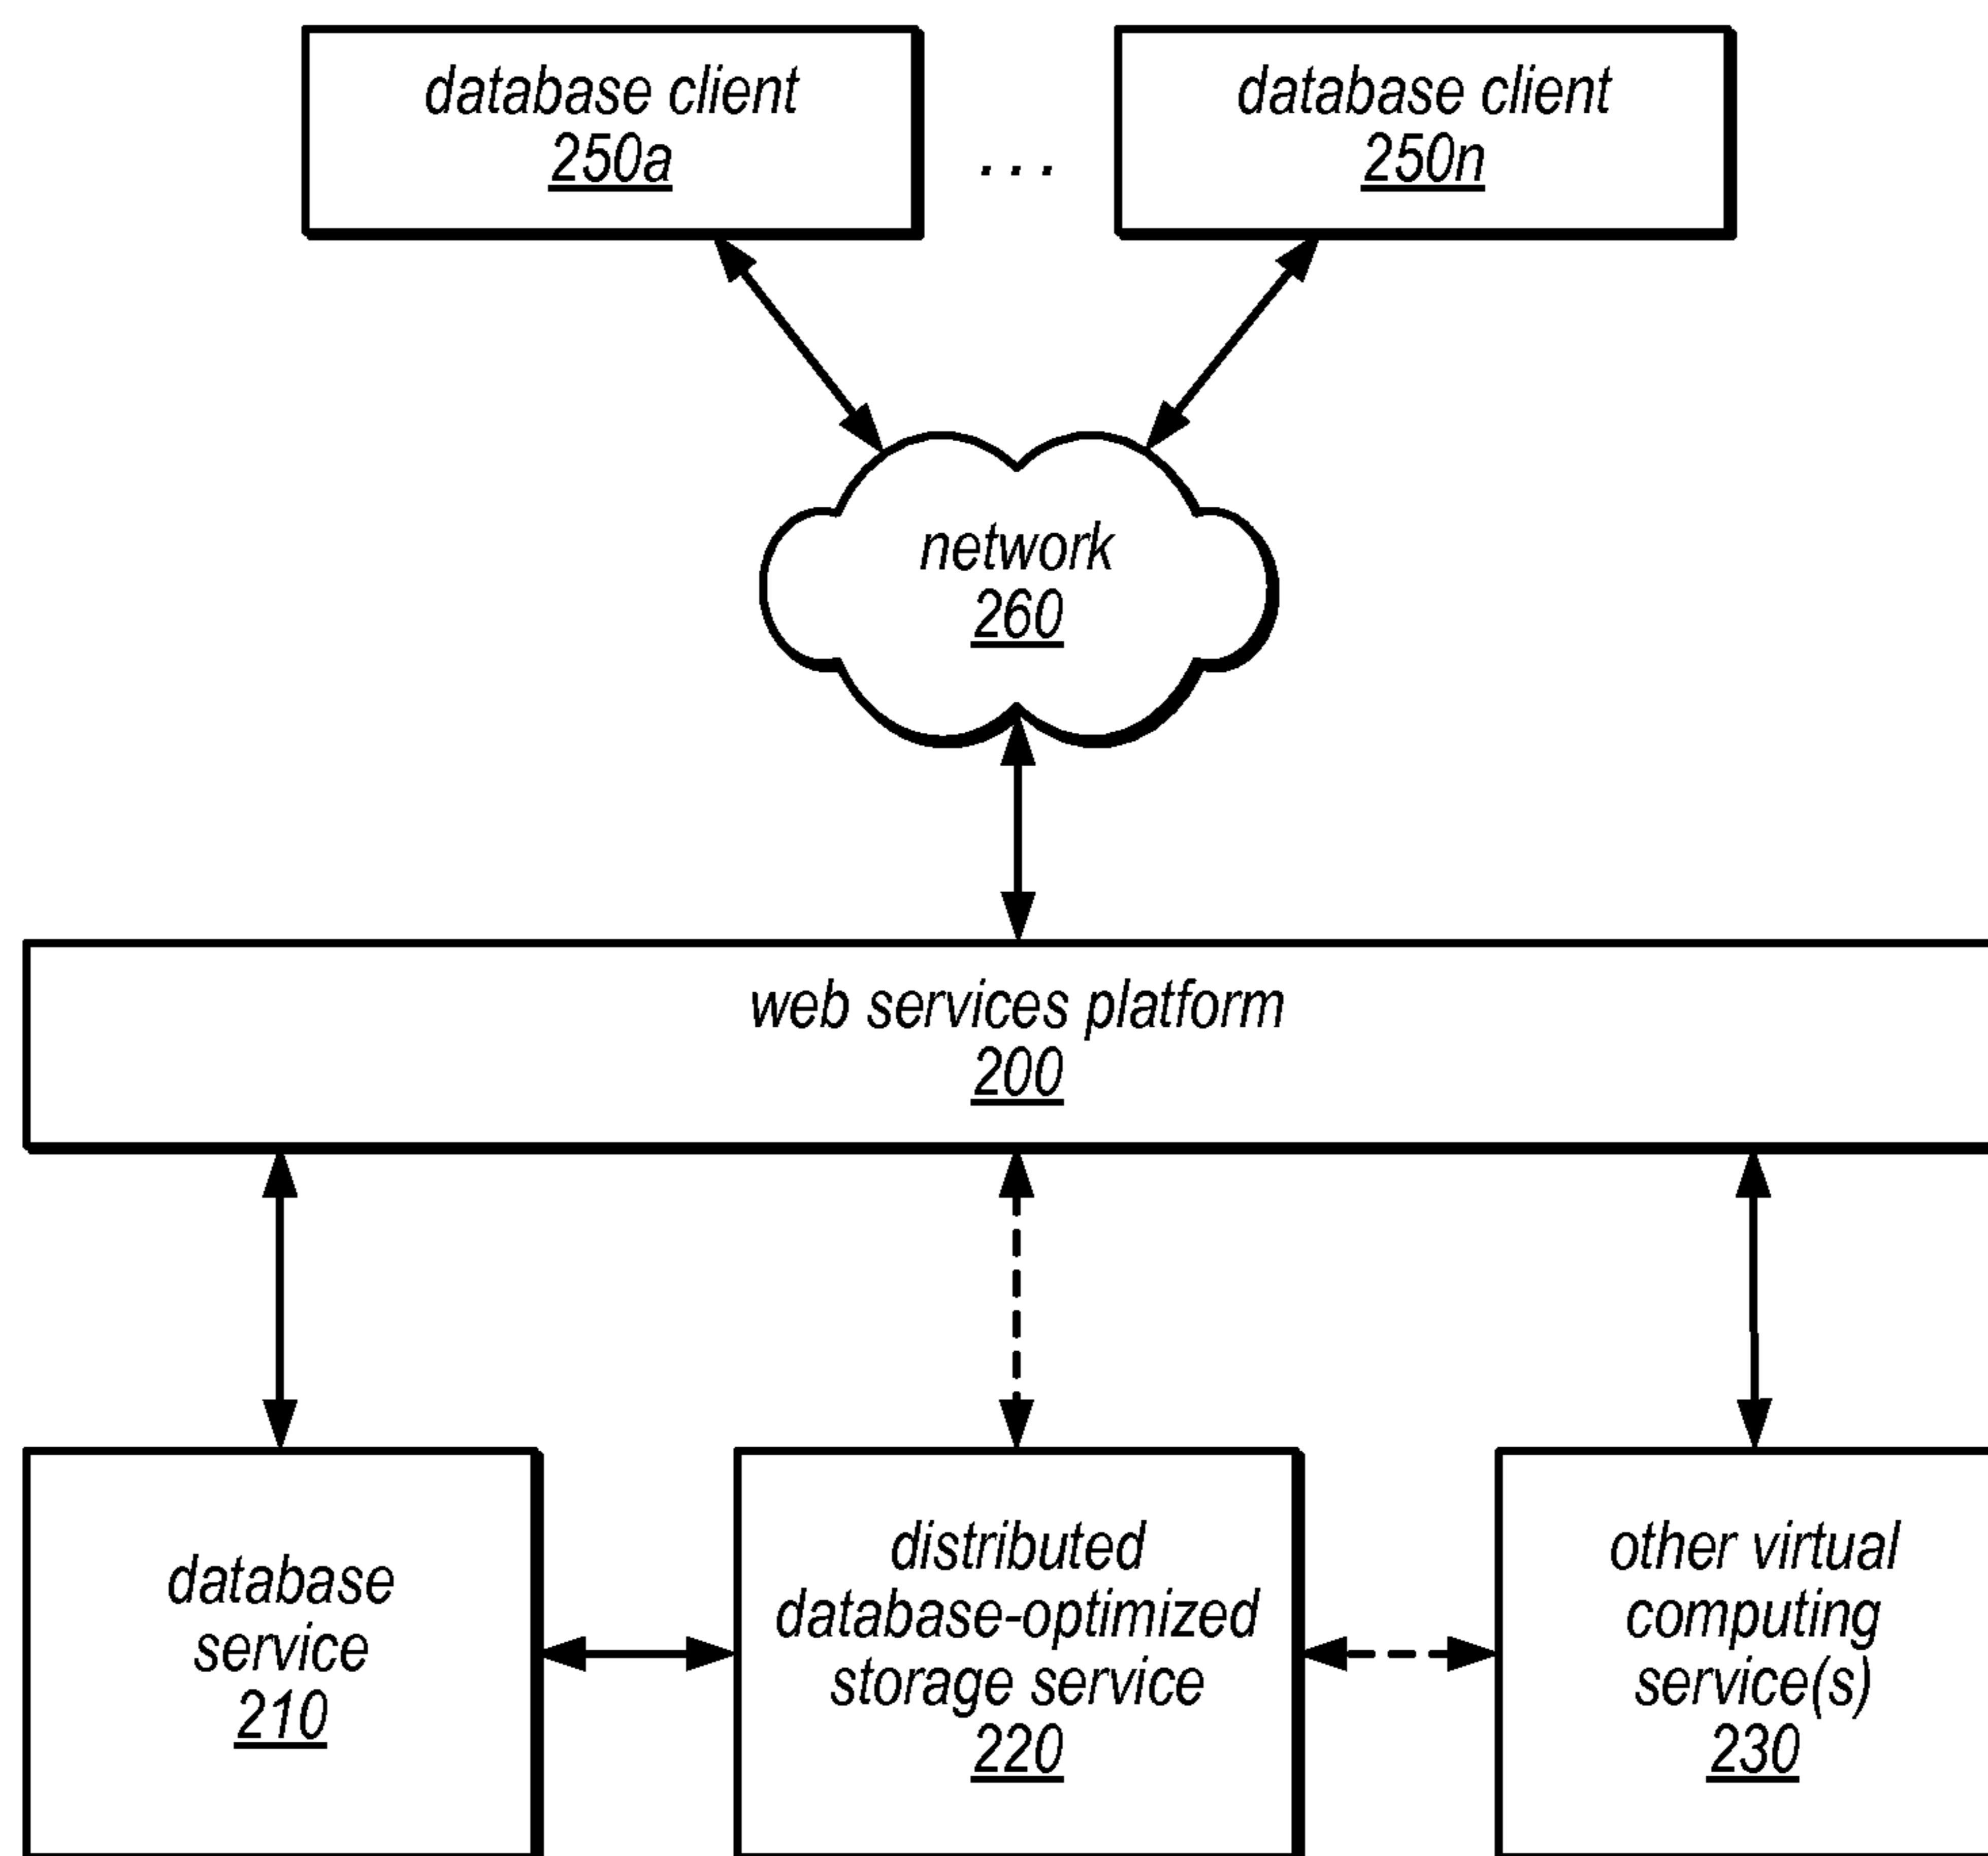 database client
250a
...
database client
250n
network
260
web services platform
200
database
service
210
distributed
database-optimized
storage service
220
other virtual
computing
service(s)
230